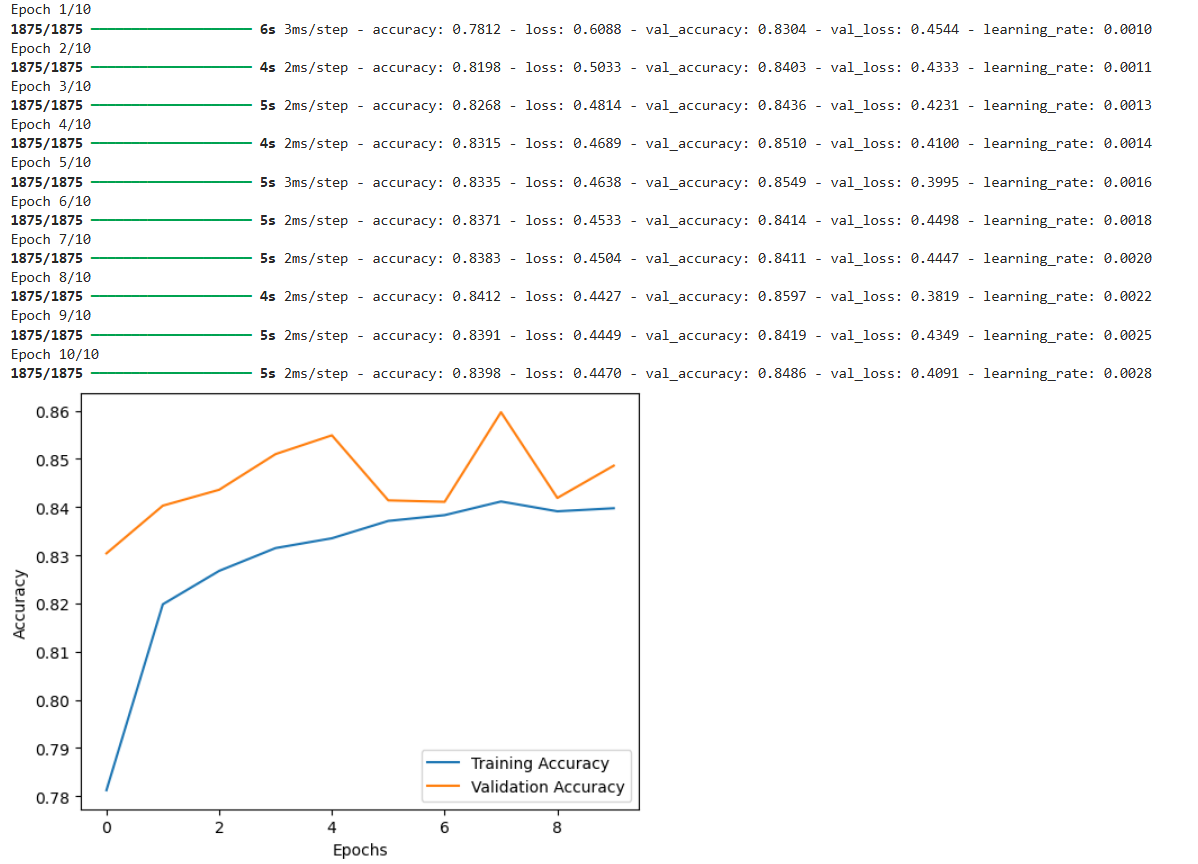 Epoch 1/10
1875/1875 ━━━━━━━━━━━━━━━━━━━━ 6s 3ms/step - accuracy: 0.7812 - loss: 0.6088 - val_accuracy: 0.8304 - val_loss: 0.4544 - learning_rate: 0.0010
Epoch 2/10
1875/1875 ━━━━━━━━━━━━━━━━━━━━ 4s 2ms/step - accuracy: 0.8198 - loss: 0.5033 - val_accuracy: 0.8403 - val_loss: 0.4333 - learning_rate: 0.0011
Epoch 3/10
1875/1875 ━━━━━━━━━━━━━━━━━━━━ 5s 2ms/step - accuracy: 0.8268 - loss: 0.4814 - val_accuracy: 0.8436 - val_loss: 0.4231 - learning_rate: 0.0013
Epoch 4/10
1875/1875 ━━━━━━━━━━━━━━━━━━━━ 4s 2ms/step - accuracy: 0.8315 - loss: 0.4689 - val_accuracy: 0.8510 - val_loss: 0.4100 - learning_rate: 0.0014
Epoch 5/10
1875/1875 ━━━━━━━━━━━━━━━━━━━━ 5s 3ms/step - accuracy: 0.8335 - loss: 0.4638 - val_accuracy: 0.8549 - val_loss: 0.3995 - learning_rate: 0.0016
Epoch 6/10
1875/1875 ━━━━━━━━━━━━━━━━━━━━ 5s 2ms/step - accuracy: 0.8371 - loss: 0.4533 - val_accuracy: 0.8414 - val_loss: 0.4498 - learning_rate: 0.0018
Epoch 7/10
1875/1875 ━━━━━━━━━━━━━━━━━━━━ 5s 2ms/step - accuracy: 0.8383 - loss: 0.4504 - val_accuracy: 0.8411 - val_loss: 0.4447 - learning_rate: 0.0020
Epoch 8/10
1875/1875 ━━━━━━━━━━━━━━━━━━━━ 4s 2ms/step - accuracy: 0.8412 - loss: 0.4427 - val_accuracy: 0.8597 - val_loss: 0.3819 - learning_rate: 0.0022
Epoch 9/10
1875/1875 ━━━━━━━━━━━━━━━━━━━━ 5s 2ms/step - accuracy: 0.8391 - loss: 0.4449 - val_accuracy: 0.8419 - val_loss: 0.4349 - learning_rate: 0.0025
Epoch 10/10
1875/1875 ━━━━━━━━━━━━━━━━━━━━ 5s 2ms/step - accuracy: 0.8398 - loss: 0.4470 - val_accuracy: 0.8486 - val_loss: 0.4091 - learning_rate: 0.0028
0.86
0.85
0.84
0.83
0.82
0.81
0.80
0.79
0.78
Accuracy
Training Accuracy
Validation Accuracy
0 2 4 6 8
Epochs